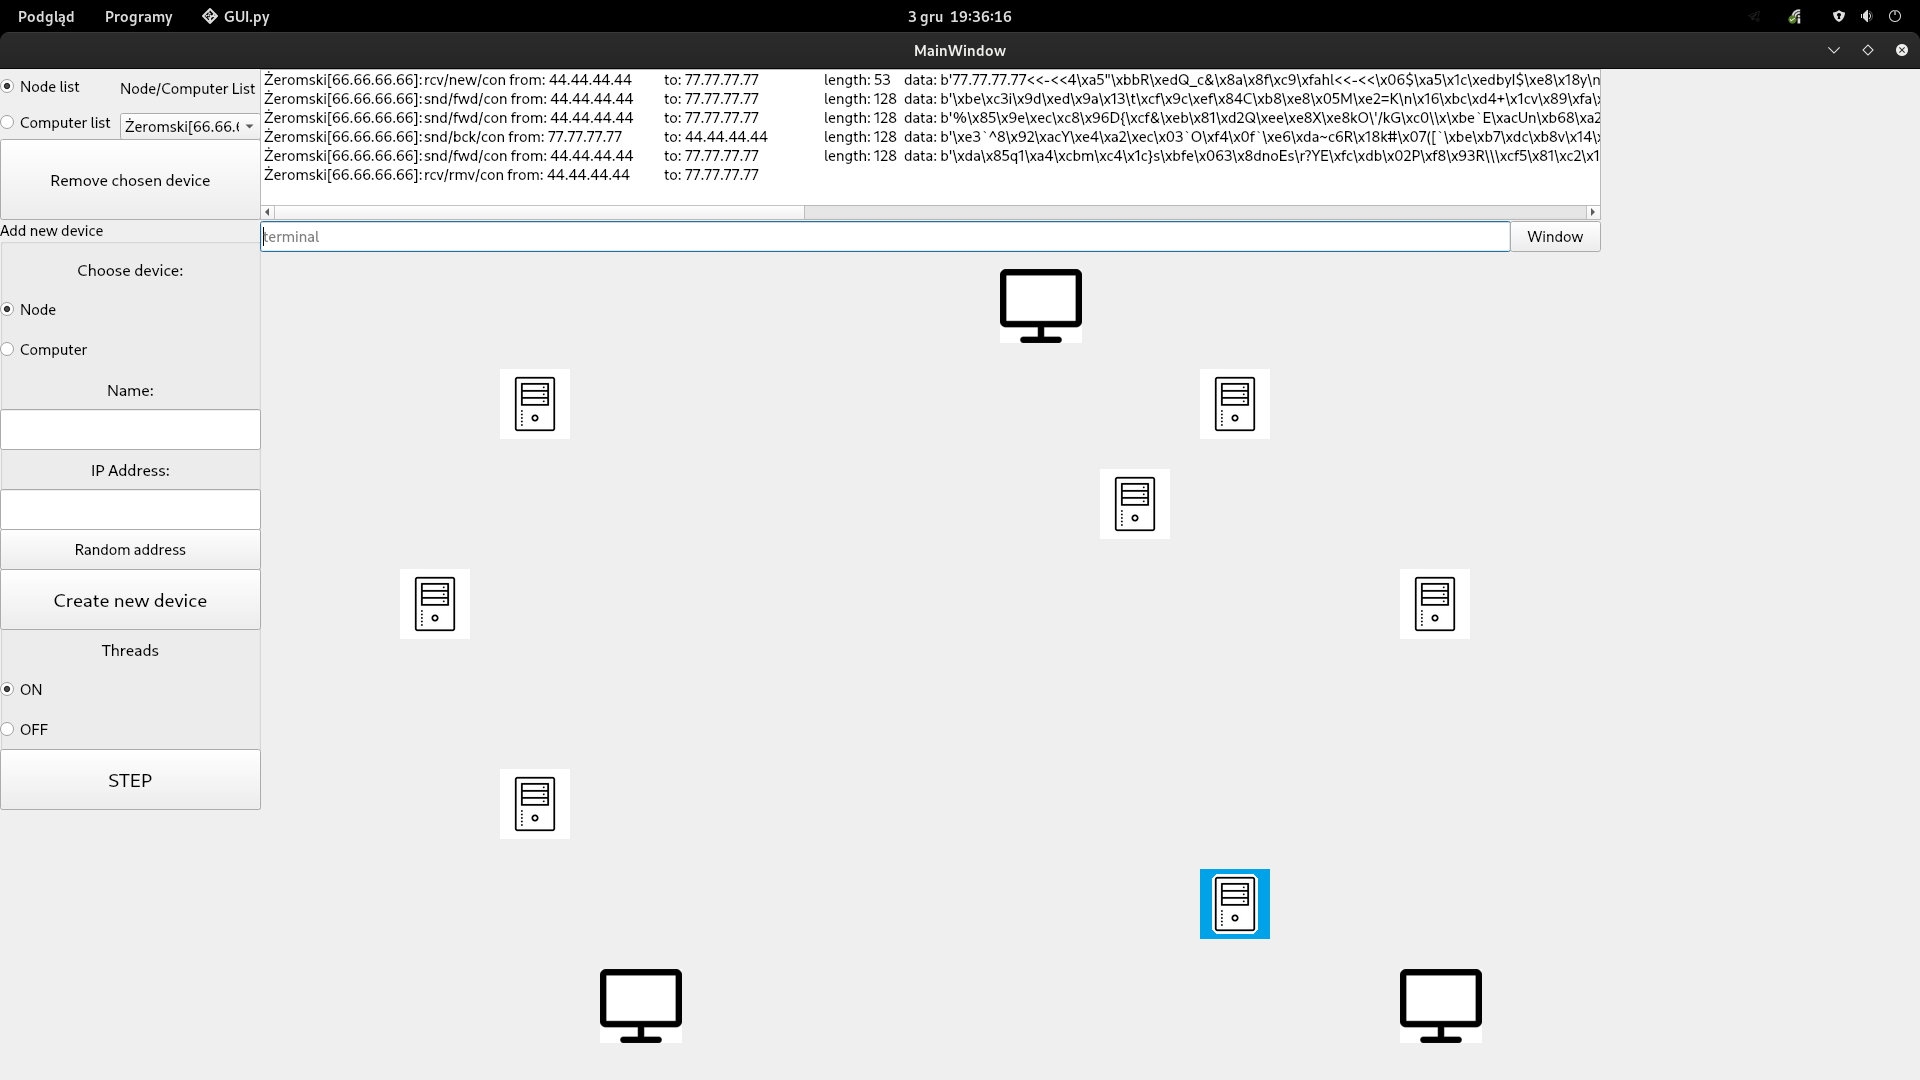 Podgląd Programy GUI.py 3 gru 19:36:16
MainWindow
Node list
Node/Computer List
Computer list
Żeromski[66.66.6
Remove chosen device
Żeromski[66.66.66.66]: rcv/new/con from: 44.44.44.44 to: 77.77.77.77 length: 53 data: b'77.77.77.77<<-<<4\xa5"\xbbR\xedQ_c&\x8a\x8f\xc9\xfahl<<-<<\x06$\xa5\x1c\xedbyI$\xe8\x18y\n
Żeromski[66.66.66.66]: snd/fwd/con from: 44.44.44.44 to: 77.77.77.77 length: 128 data: b'\xbe\xc3i\x9d\xed\x9a\x13\t\xcf\x9c\xef\x84C\xb8\xe8\x05M\xe2=K\n\x16\xbc\xd4+\x1cv\x89\xfa\
Żeromski[66.66.66.66]: snd/fwd/con from: 44.44.44.44 to: 77.77.77.77 length: 128 data: b'%\x85\x9e\xec\xc8\x96D{\xcf&\xeb\x81\xd2Q\xee\xe8X\xe8kO\'/kG\xc0\\x\xbe`E\xacUn\xb68\xa2
Żeromski[66.66.66.66]: snd/bck/con from: 77.77.77.77 to: 44.44.44.44 length: 128 data: b'\xe3`^8\x92\xacY\xe4\xa2\xec\x03`O\xf4\x0f`\xe6\xda~c6R\x18k#\x07([`\xbe\xb7\xdc\xb8v\x14\
Żeromski[66.66.66.66]: snd/fwd/con from: 44.44.44.44 to: 77.77.77.77 length: 128 data: b'\xda\x85q1\xa4\xcbm\xc4\x1c}s\xbfe\x063\x8dnoEs\r?YE\xfc\xdb\x02P\xf8\x93R\\\xcf5\x81\xc2\x1
Żeromski[66.66.66.66]: rcv/rmv/con from: 44.44.44.44 to: 77.77.77.77
terminal
Window
Add new device
Choose device:
Node
Computer
Name:
IP Address:
Random address
Create new device
Threads
ON
OFF
STEP